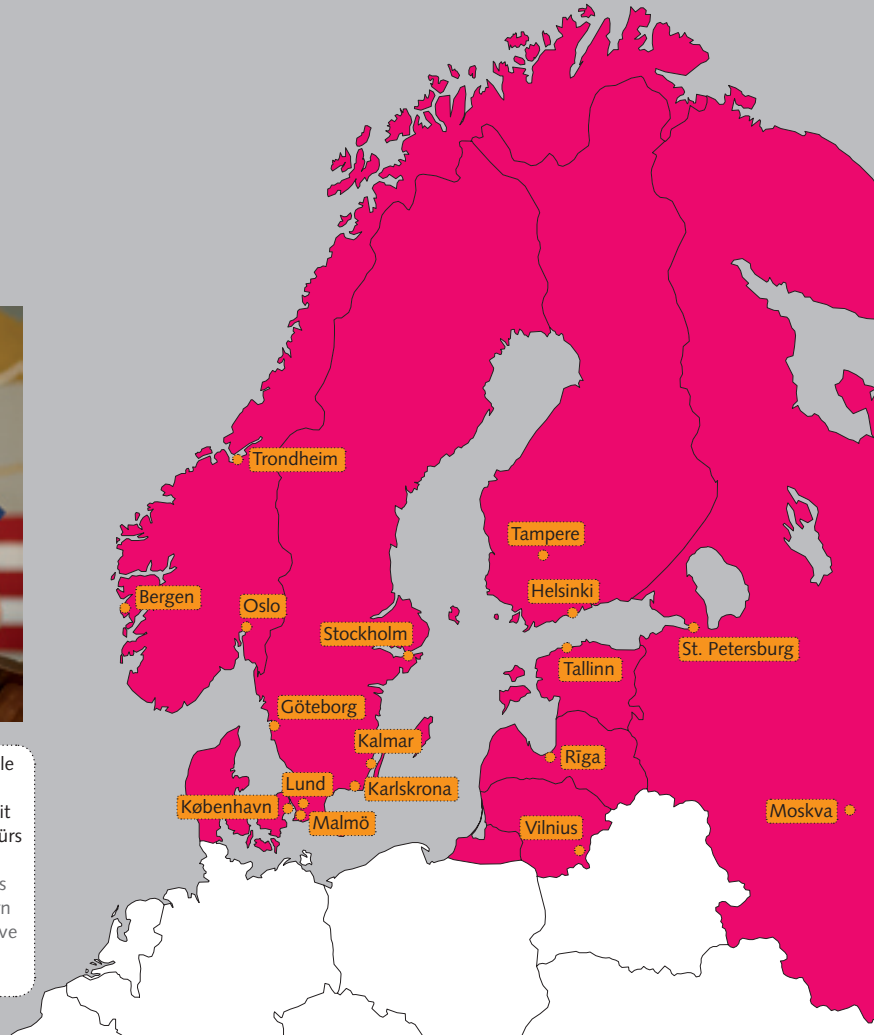 Trondheim
Tampere
Bergen
Helsinki
Oslo
Stockholm
St. Petersburg
Tallinn
Göteborg
Kalmar
Rīga
Lund
Karlskrona
København
Malmö
Moskva
Vilnius